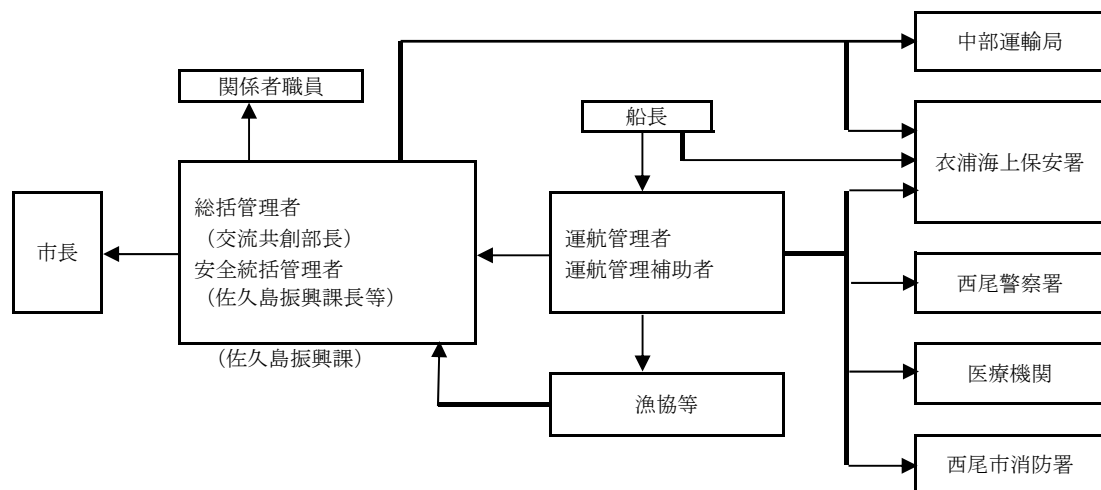 中部運輸局
関係者職員
船長
衣浦海上保安署
総括管理者
（交流共創部長）
安全統括管理者
（佐久島振興課長等）
市長
運航管理者
運航管理補助者
西尾警察署
（佐久島振興課）
医療機関
漁協等
西尾市消防署